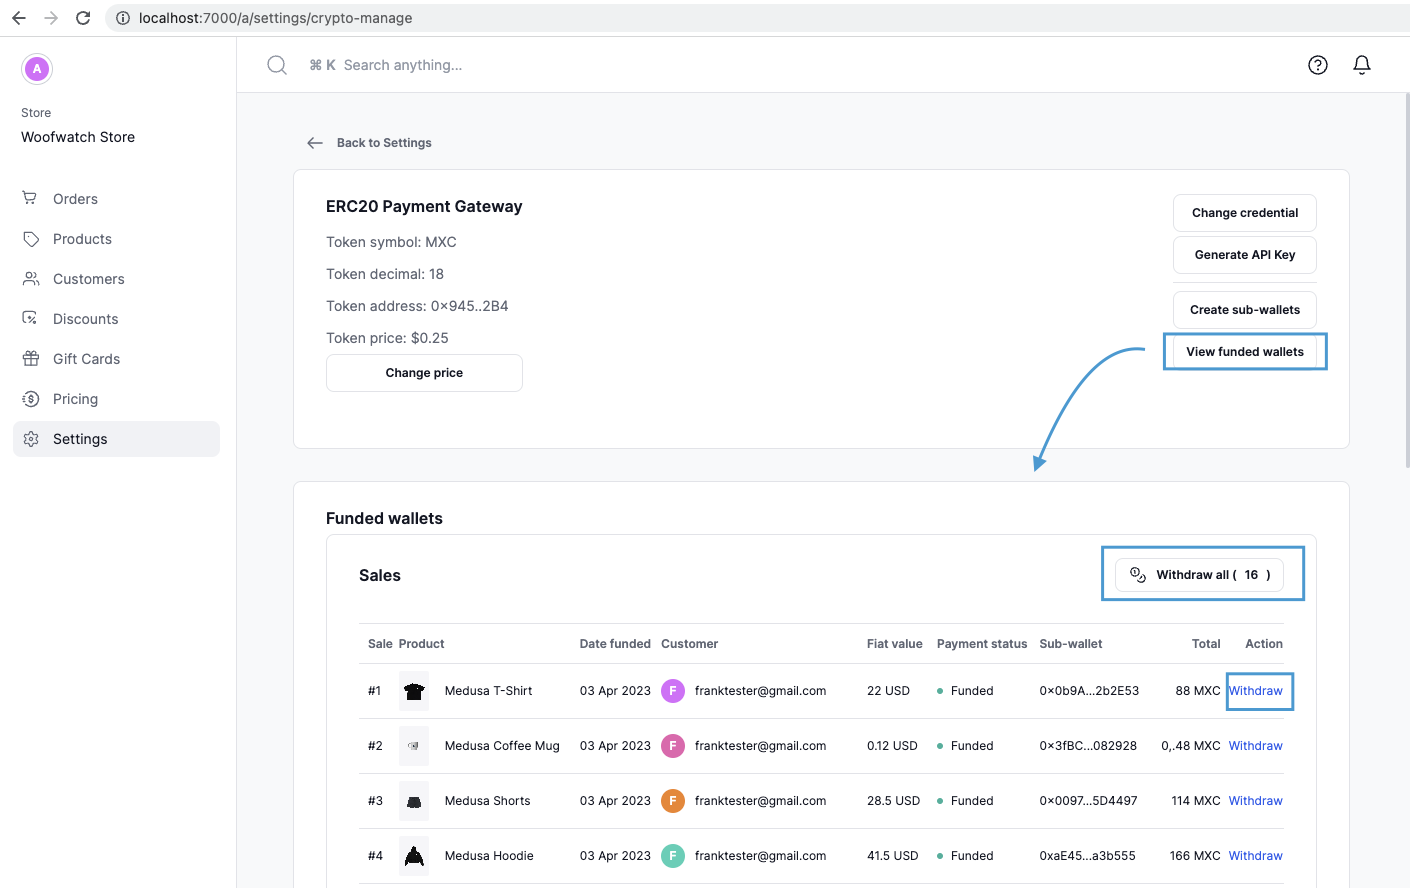 localhost:7000/a/settings/crypto-manage
A
⌘ K Search anything...
Store
Woofwatch Store
Orders
Products
Customers
Discounts
Gift Cards
Pricing
Settings
Back to Settings
ERC20 Payment Gateway
Token symbol: MXC
Token decimal: 18
Token address: 0×945..2B4
Token price: $0.25
Change price
Change credential
Generate API Key
Create sub-wallets
View funded wallets
Funded wallets
Sales
Withdraw all ( 16 )
Sale Product Date funded Customer Fiat value Payment status Sub-wallet Total Action
#1 Medusa T-Shirt 03 Apr 2023 F franktester@gmail.com 22 USD Funded 0×0b9A...2b2E53 88 MXC Withdraw
#2 Medusa Coffee Mug 03 Apr 2023 F franktester@gmail.com 0.12 USD Funded 0×3fBC...082928 0,.48 MXC Withdraw
#3 Medusa Shorts 03 Apr 2023 F franktester@gmail.com 28.5 USD Funded 0×0097...5D4497 114 MXC Withdraw
#4 Medusa Hoodie 03 Apr 2023 F franktester@gmail.com 41.5 USD Funded 0xaE45...a3b555 166 MXC Withdraw